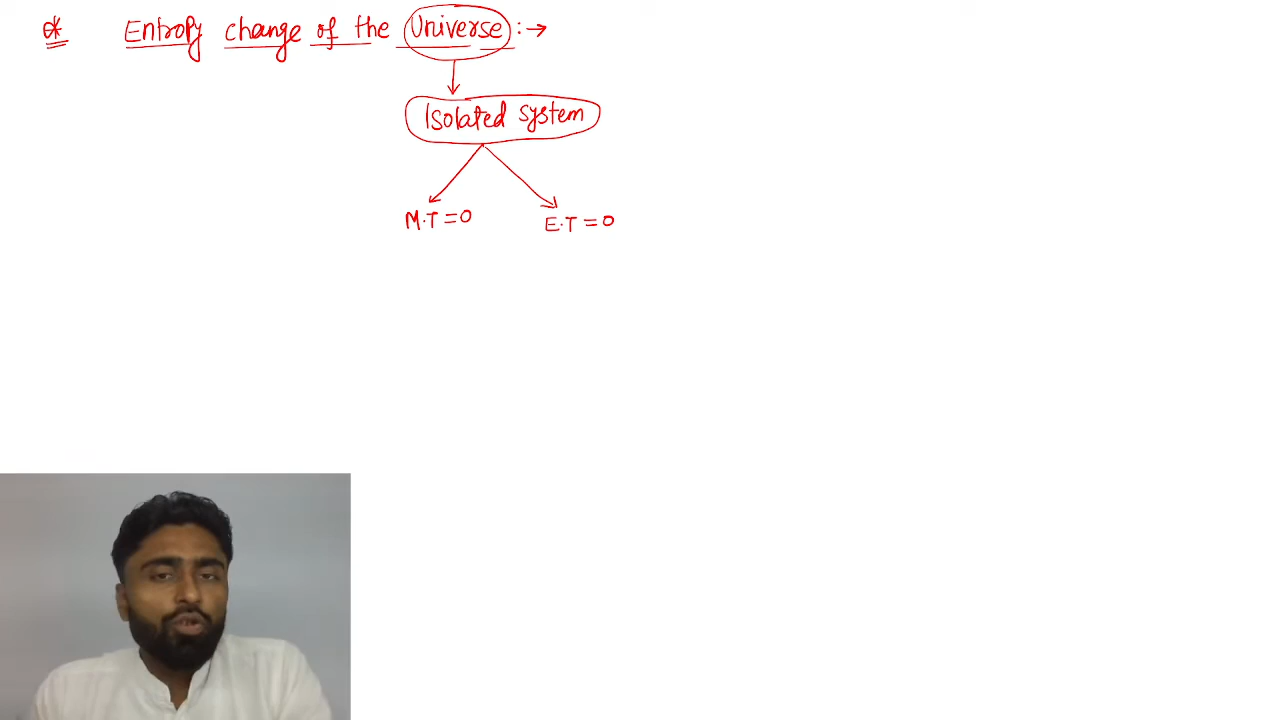 * Entropy change of the Universe :→
Isolated system
M.T = 0 E.T = 0